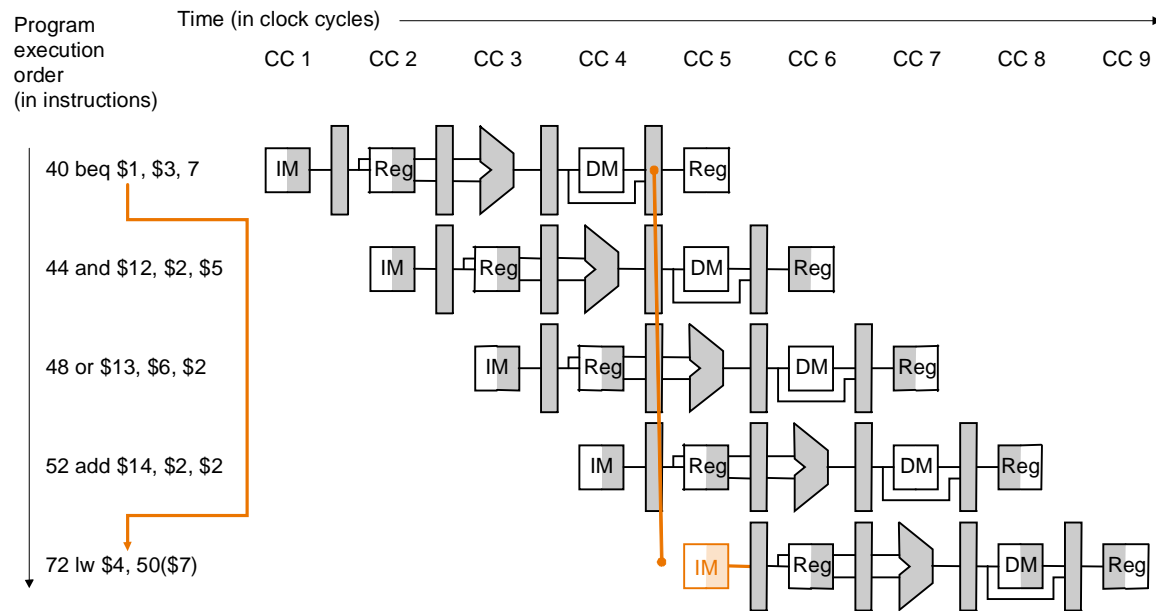 Time (in clock cycles)
Program
execution
order
(in instructions)
CC 1 CC 2 CC 3 CC 4 CC 5 CC 6 CC 7 CC 8 CC 9
40 beq $1, $3, 7
IM Reg DM Reg
44 and $12, $2, $5
IM Reg DM Reg
48 or $13, $6, $2
IM Reg DM Reg
52 add $14, $2, $2
IM Reg DM Reg
72 lw $4, 50($7)
IM Reg DM Reg